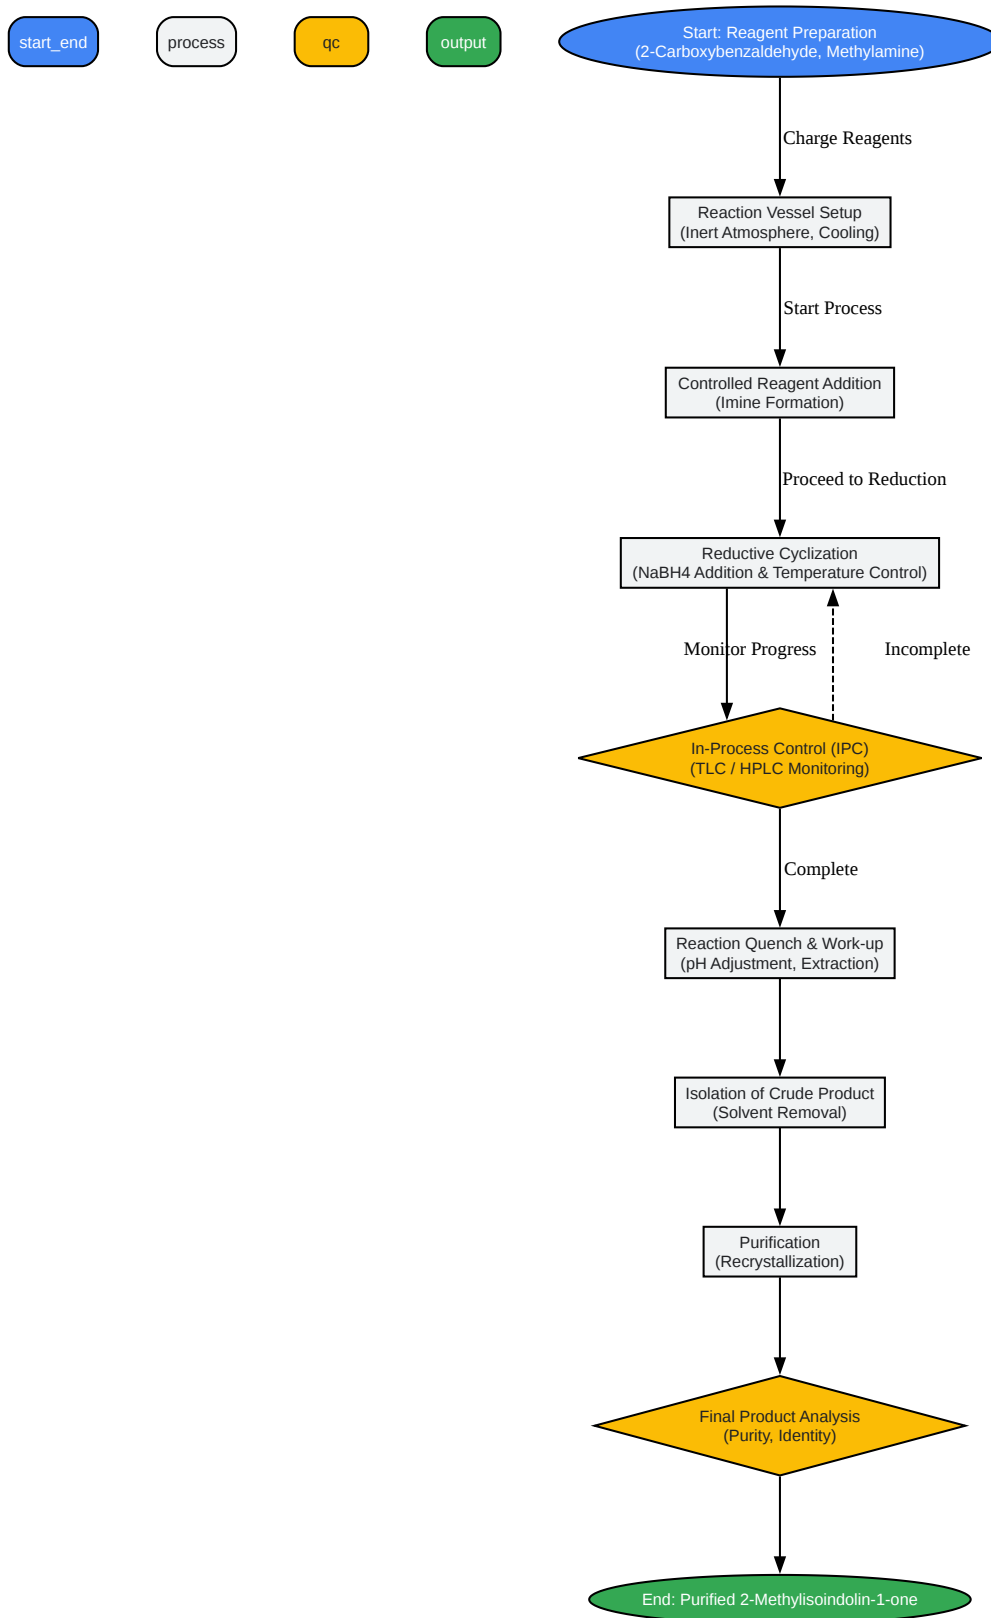 start_end
process
qc
output
Start: Reagent Preparation
(2-Carboxybenzaldehyde, Methylamine)
Charge Reagents
Reaction Vessel Setup
(Inert Atmosphere, Cooling)
Start Process
Controlled Reagent Addition
(Imine Formation)
Proceed to Reduction
Reductive Cyclization
(NaBH4 Addition & Temperature Control)
Monitor Progress
Incomplete
In-Process Control (IPC)
(TLC / HPLC Monitoring)
Complete
Reaction Quench & Work-up
(pH Adjustment, Extraction)
Isolation of Crude Product
(Solvent Removal)
Purification
(Recrystallization)
Final Product Analysis
(Purity, Identity)
End: Purified 2-Methylisoindolin-1-one